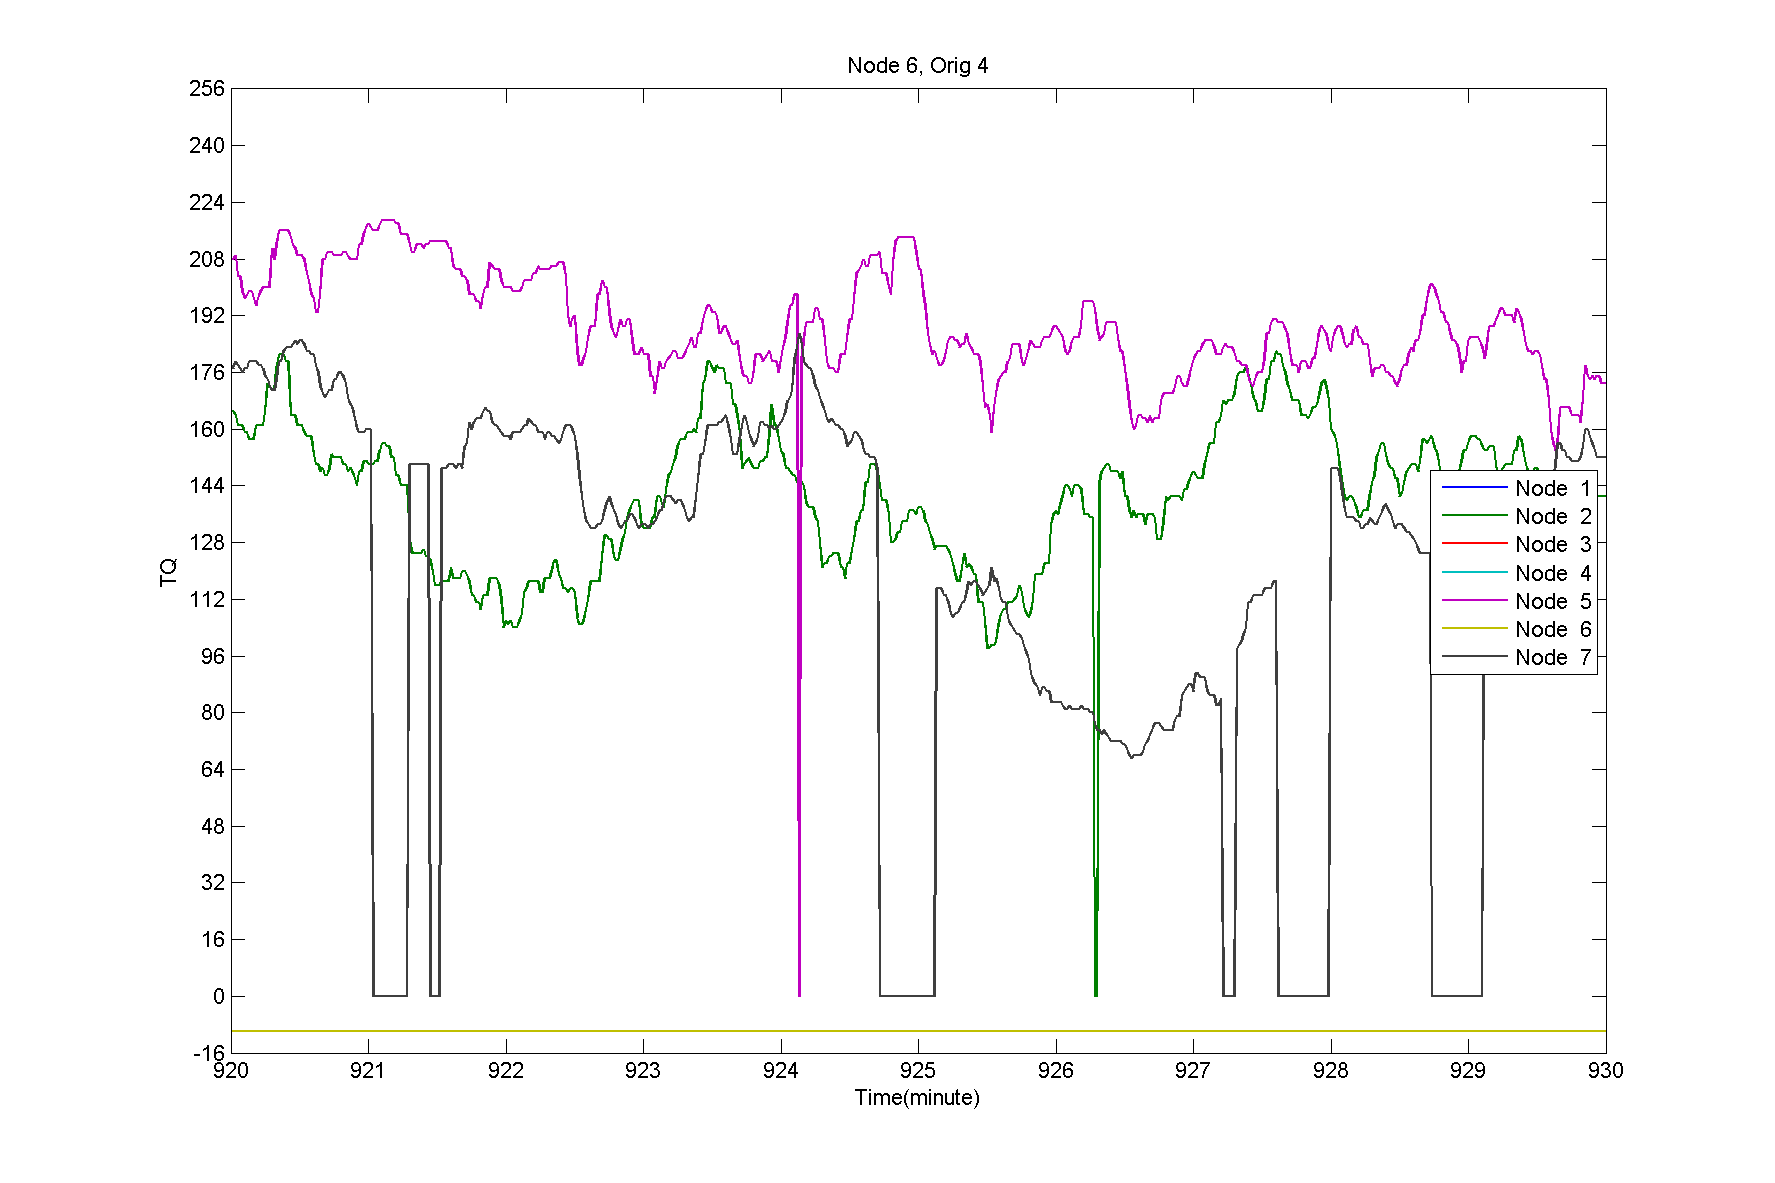 Node 6, Orig 4
256
240
224
208
192
176
160
144
128
112
96
80
64
48
32
16
0
-16
TQ
Node 1
Node 2
Node 3
Node 4
Node 5
Node 6
Node 7
920 921 922 923 924 925 926 927 928 929 930
Time(minute)